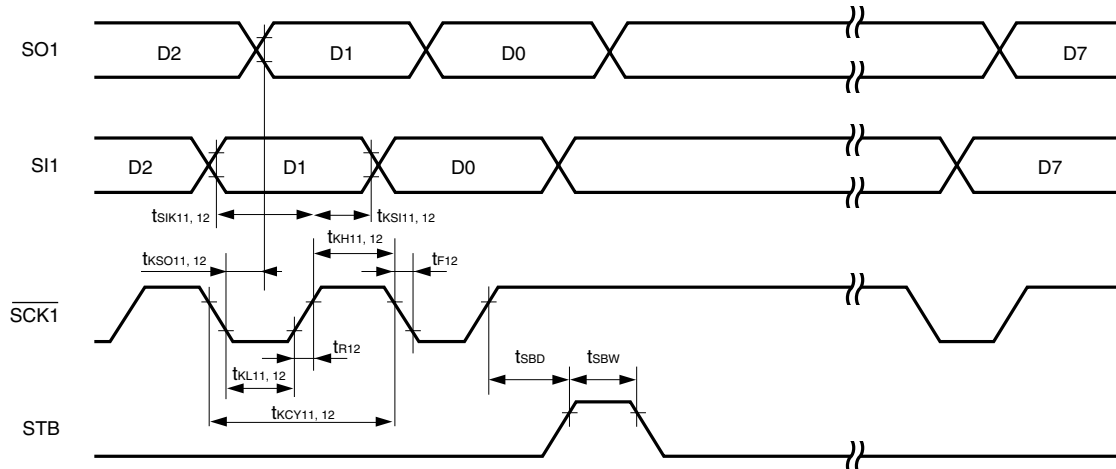 SO1 D2 D1 D0 D7
SI1 D2 D1 D0 D7
tSIK11, 12 tKSI11, 12
tKH11, 12
tKSO11, 12 tF12
SCK1
tR12
tSBD tSBW
tKL11, 12
tKCY11, 12
STB